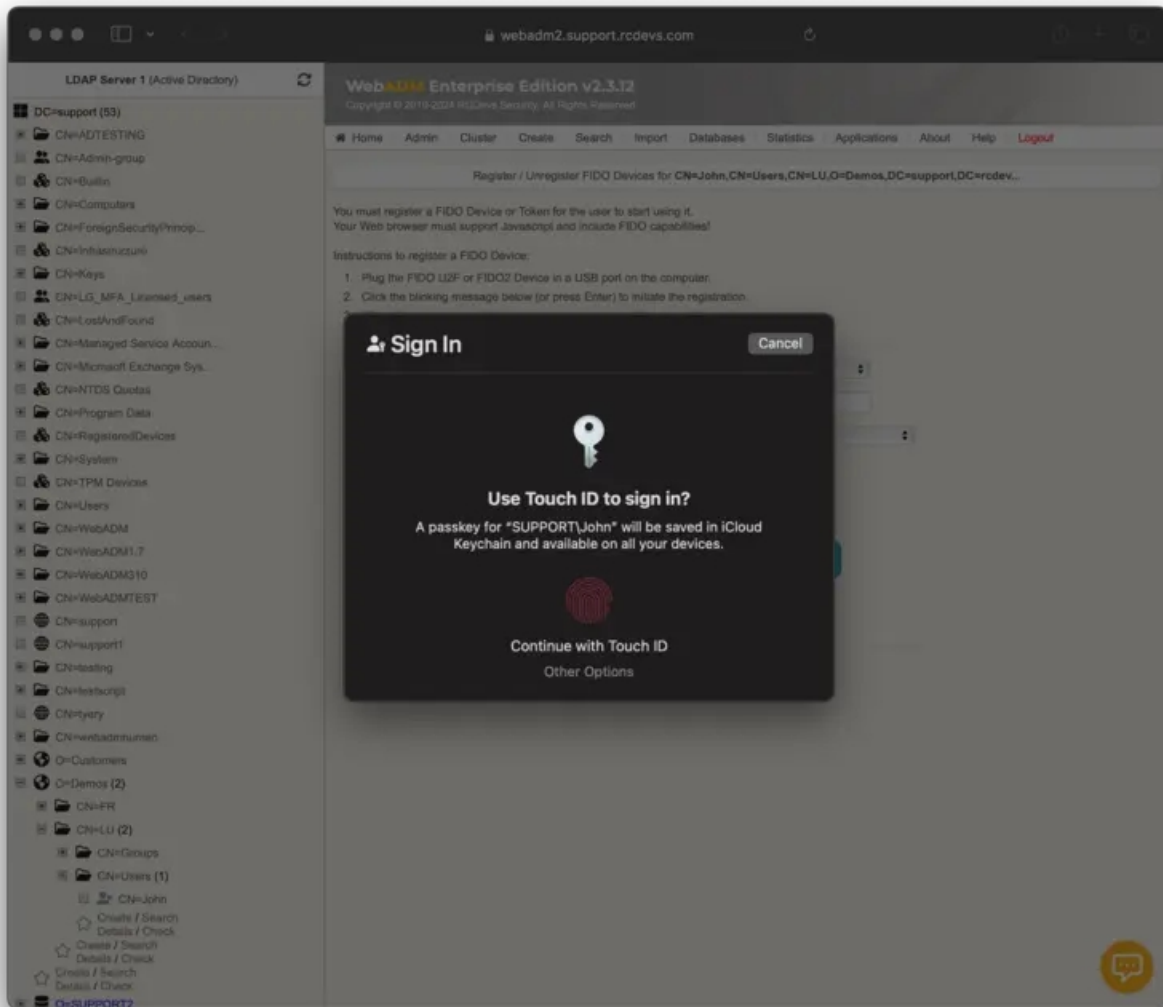 webadm2.support.rcdevs.com
LDAP Server 1 (Active Directory)
DC=support (53)
CN=ADTESTING
CN=Admin-group
CN=Builtin
CN=Computers
CN=ForeignSecurityPrincip...
CN=Infrastructure
CN=Keys
CN=LG_MFA_Licensed_users
CN=LostAndFound
CN=Managed Service Accoun...
CN=Microsoft Exchange Sys...
CN=NTDS Quotas
CN=Program Data
CN=RegisteredDevices
CN=System
CN=TPM Devices
CN=Users
CN=WebADM
CN=WebADM1.7
CN=WebADM310
CN=WebADMTEST
CN=support
CN=support1
CN=testing
CN=testscript
CN=tyery
O=Customers
O=Demos (2)
CN=FR
CN=LU (2)
CN=Groups
CN=Users (1)
CN=John
Create / Search
Details / Check
Create / Search
Details / Check
Create / Search
Details / Check
O=SUPPORT2
WebADM Enterprise Edition v2.3.12
Copyright © 2010-2024 RCDevs Security, All Rights Reserved
Home Admin Cluster Create Search Import Databases Statistics Applications About Help Logout
Register / Unregister FIDO Devices for CN=John,CN=Users,CN=LU,O=Demos,DC=support,DC=rcdev...
You must register a FIDO Device or Token for the user to start using it.
Your Web browser must support Javascript and include FIDO capabilities!
Instructions to register a FIDO Device:
1. Plug the FIDO U2F or FIDO2 Device in a USB port on the computer.
2. Click the blinking message below (or press Enter) to initiate the registration.
Sign In
Cancel
Use Touch ID to sign in?
A passkey for “SUPPORT\John” will be saved in iCloud
Keychain and available on all your devices.
Continue with Touch ID
Other Options